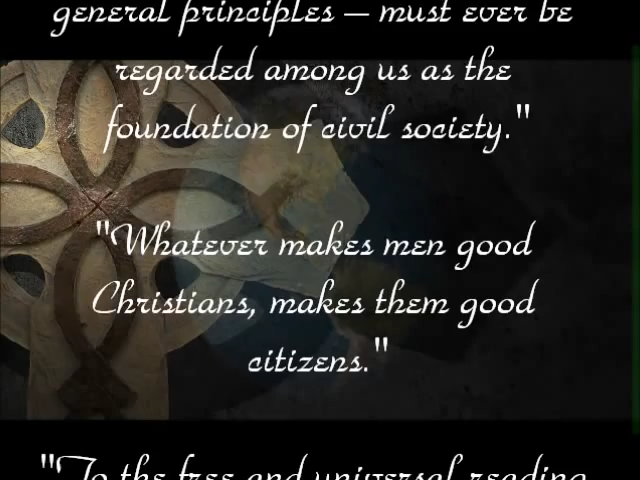 general principles — must ever be
regarded among us as the
foundation of civil society."
"Whatever makes men good
Christians, makes them good
citizens."
"To the free and universal reading